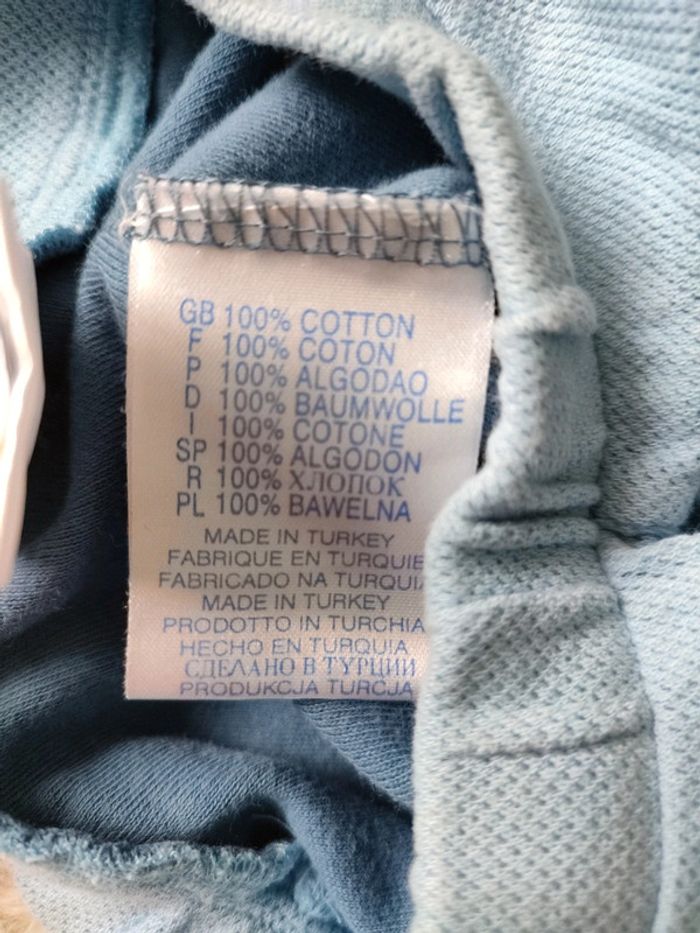 GB 100% COTTON
F 100% COTON
P 100% ALGODAO
D 100% BAUMWOLLE
I 100% COTONE
SP 100% ALGODON
R 100% ХЛОПОК
PL 100% BAWELNA
MADE IN TURKEY
FABRIQUE EN TURQUIE
FABRICADO NA TURQUIA
MADE IN TURKEY
PRODOTTO IN TURCHIA
HECHO EN TURQUIA
СДЕЛАНО В ТУРЦИИ
PRODUKCJA TURCJA